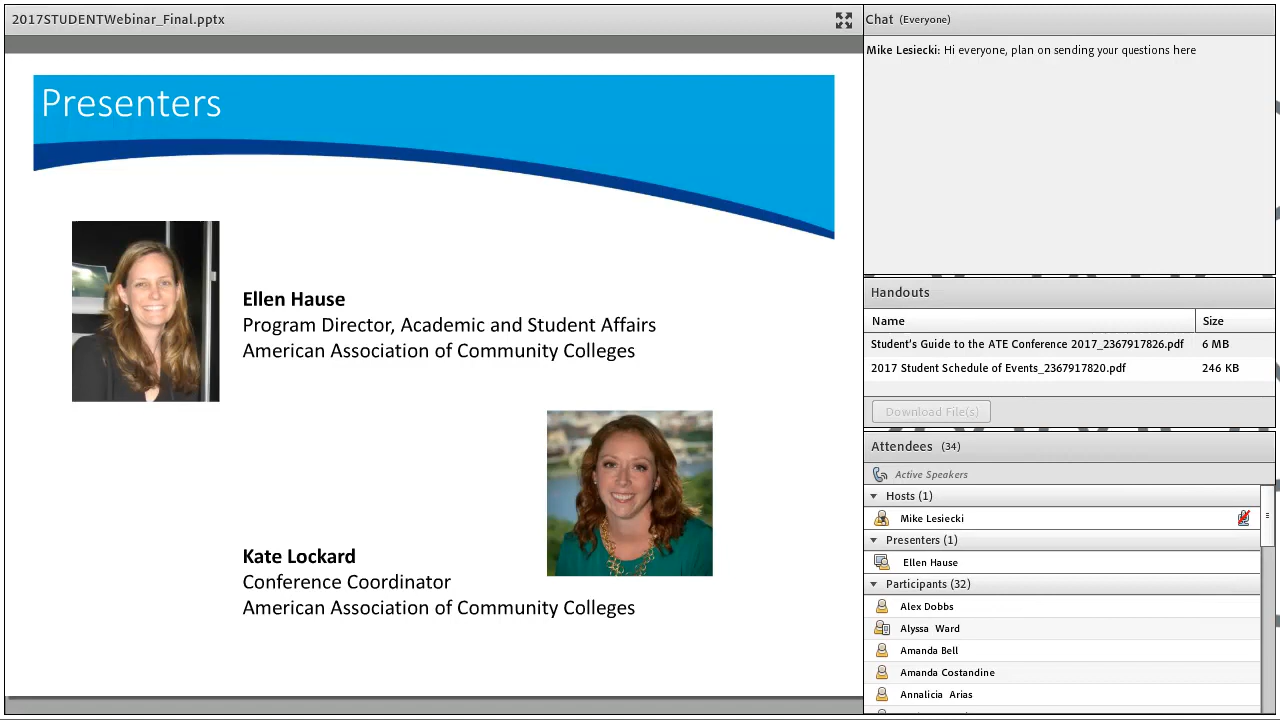 2017STUDENTWebinar_Final.pptx
Presenters
Ellen Hause
Program Director, Academic and Student Affairs
American Association of Community Colleges
Kate Lockard
Conference Coordinator
American Association of Community Colleges
Chat (Everyone)
Mike Lesiecki: Hi everyone, plan on sending your questions here
Handouts
Name Size
Student's Guide to the ATE Conference 2017_2367917826.pdf 6 MB
2017 Student Schedule of Events_2367917820.pdf 246 KB
Download File(s)
Attendees (34)
Active Speakers
Hosts (1)
Mike Lesiecki
Presenters (1)
Ellen Hause
Participants (32)
Alex Dobbs
Alyssa Ward
Amanda Bell
Amanda Costandine
Annalicia Arias